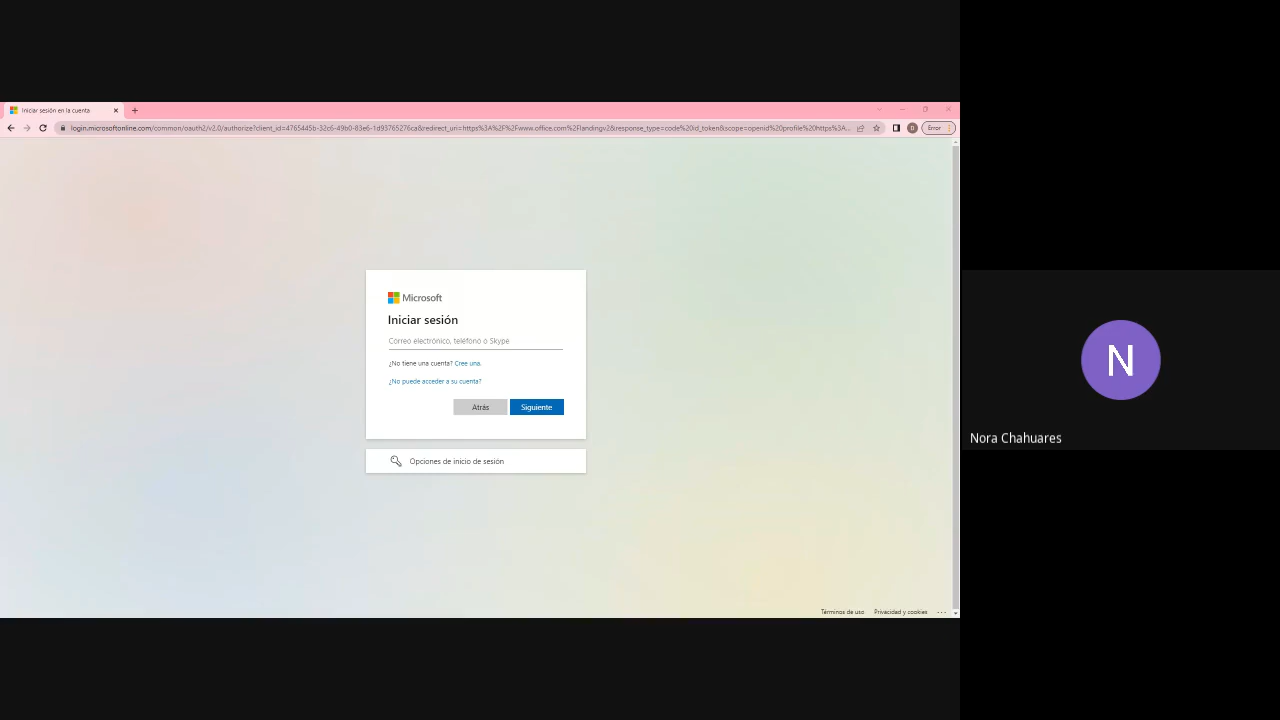 Iniciar sesión en la cuenta
login.microsoftonline.com/common/oauth2/v2.0/authorize?client_id=4765445b-32c6-49b0-83e6-1d93765276ca&redirect_uri=https%3A%2F%2Fwww.office.com%2Flandingv2&response_type=code%20id_token&scope=openid%20profile%20https%3A...
Error
Microsoft
Iniciar sesión
Correo electrónico, teléfono o Skype
¿No tiene una cuenta? Cree una.
¿No puede acceder a su cuenta?
Atrás
Siguiente
Opciones de inicio de sesión
Términos de uso
Privacidad y cookies
...
N
Nora Chahuares